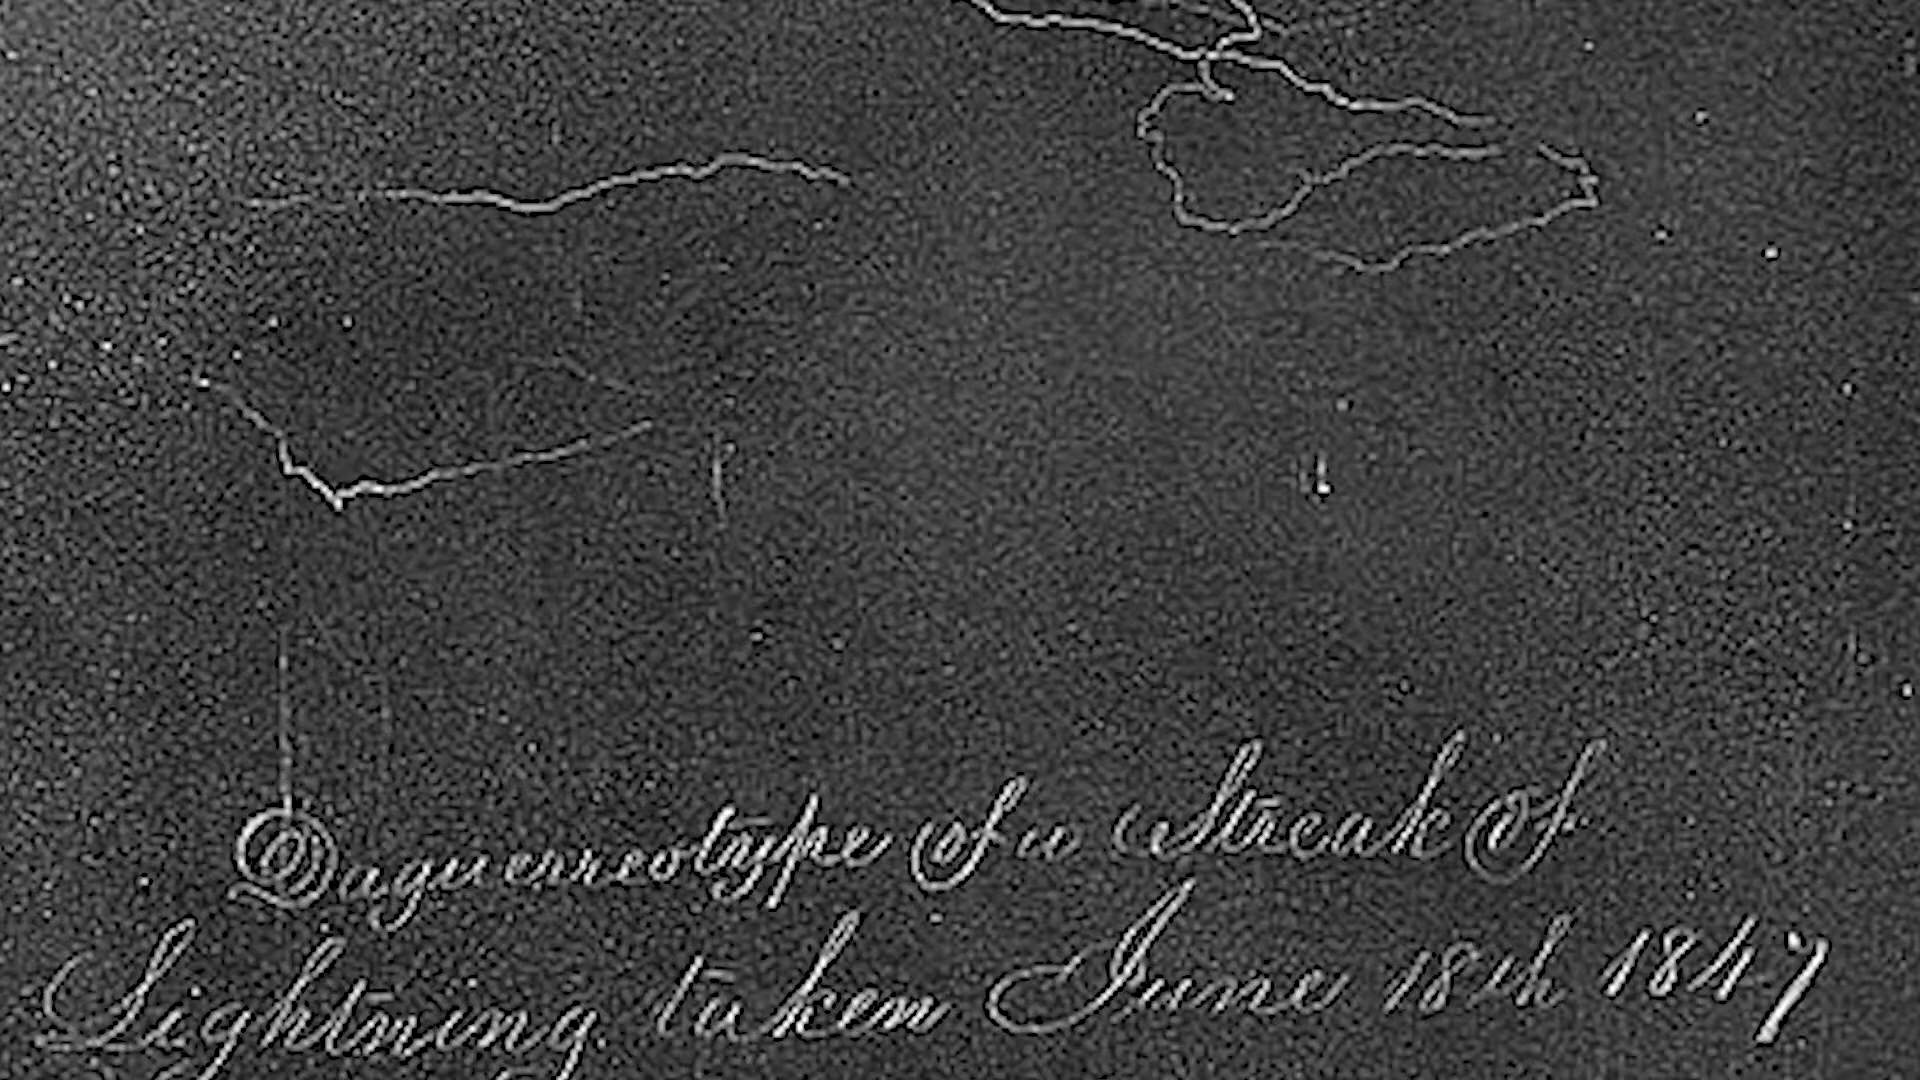 Daguerreotype of a Streak of
Lightning taken June 18th 1847